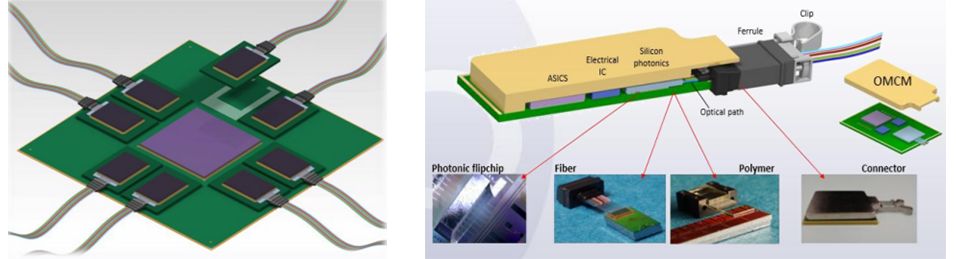 Clip
Ferrule
Silicon
photonics
Electrical
IC
ASICS
OMCM
Optical path
Photonic flipchip
Fiber
Polymer
Connector